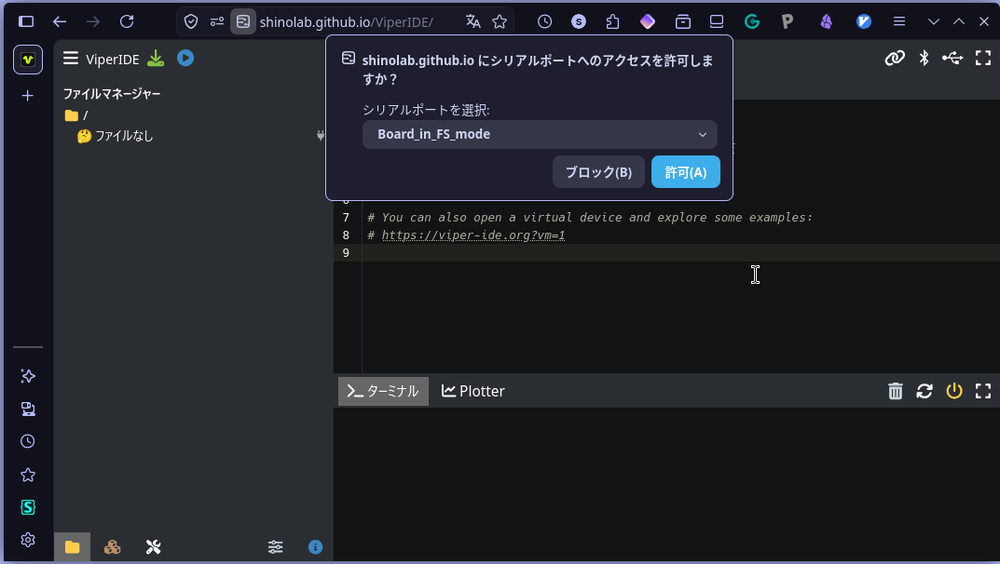 shinolab.github.io/ViperIDE/
ViperIDE
shinolab.github.io にシリアルポートへのアクセスを許可しま
すか？
シリアルポートを選択:
Board_in_FS_mode
ブロック(B)
許可(A)
ファイルマネージャー
/
🤔 ファイルなし
7 # You can also open a virtual device and explore some examples:
8 # https://viper-ide.org?vm=1
9
ターミナル
Plotter